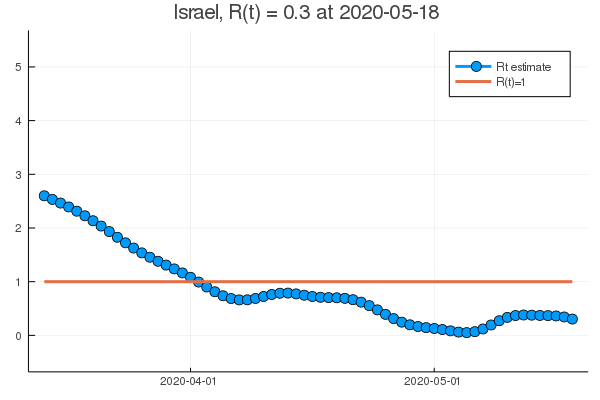 Israel, R(t) = 0.3 at 2020-05-18
5
4
3
2
1
0
Rt estimate
R(t)=1
2020-04-01
2020-05-01